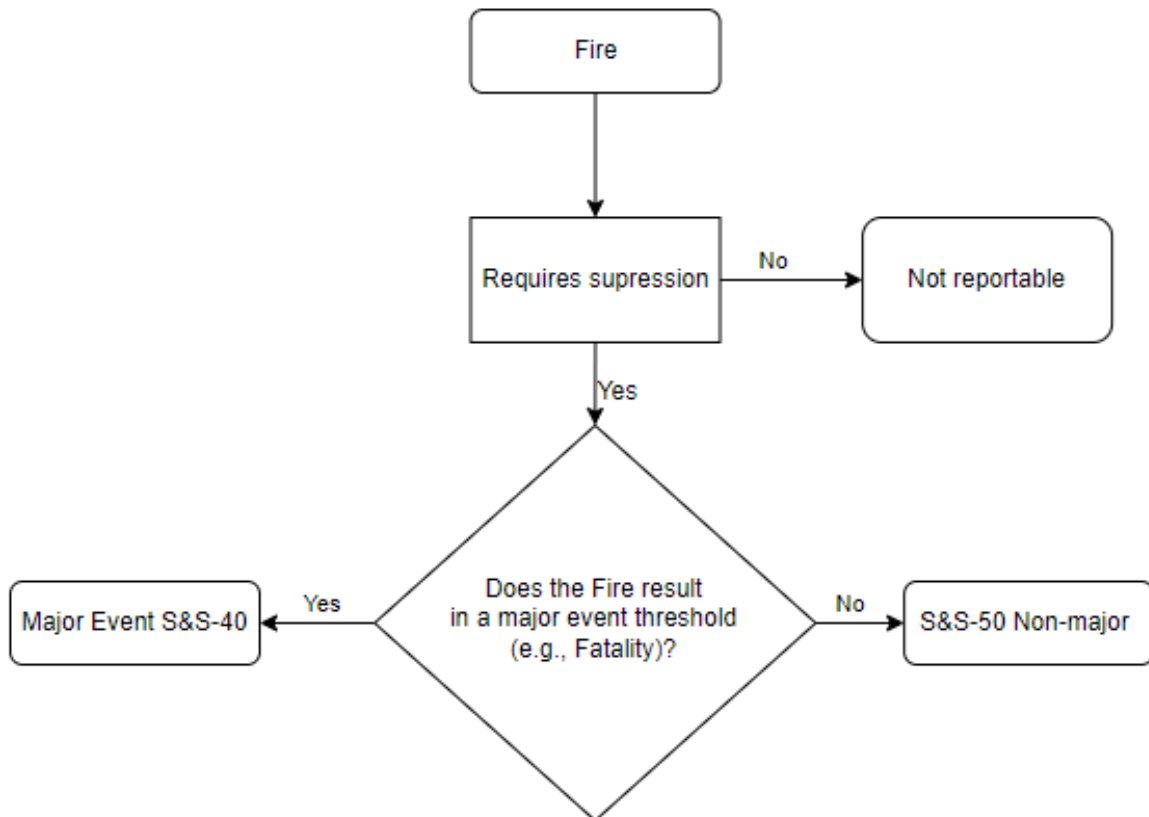 Fire
Requires supression
No
Not reportable
Yes
Does the Fire result
in a major event threshold
(e.g., Fatality)?
Yes
Major Event S&S-40
No
S&S-50 Non-major